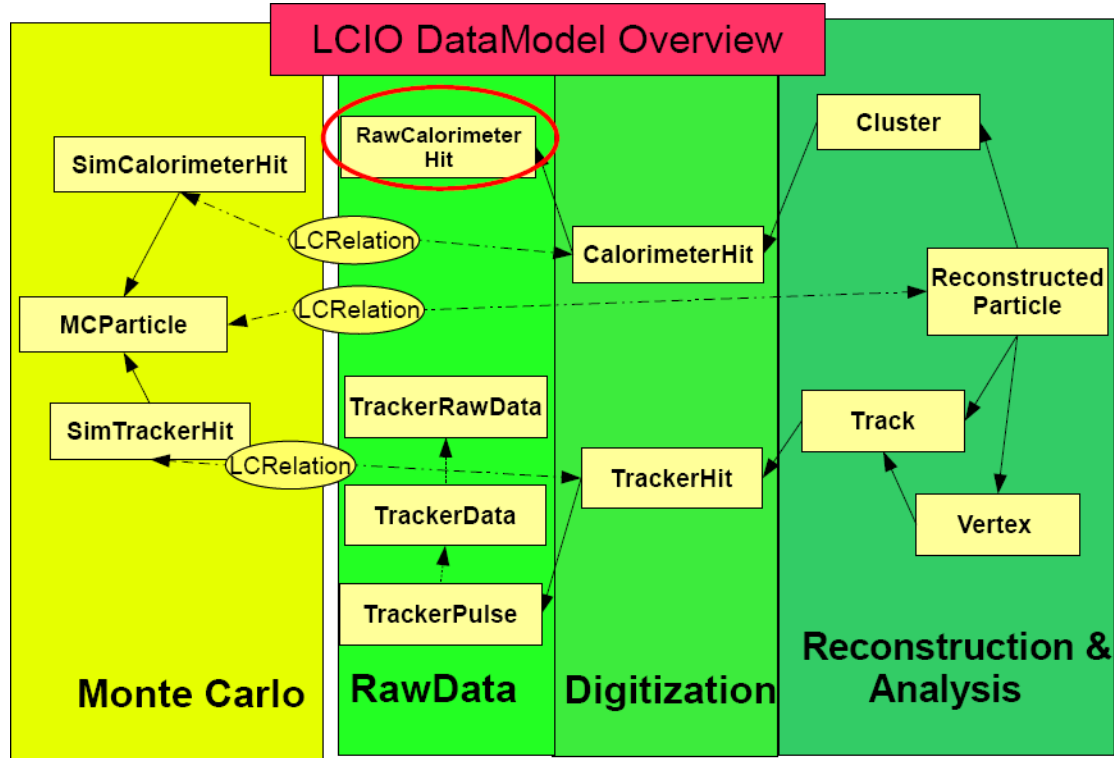 LCIO DataModel Overview
SimCalorimeterHit
MCParticle
SimTrackerHit
Monte Carlo
RawCalorimeter
Hit
LCRelation
LCRelation
LCRelation
TrackerRawData
TrackerData
TrackerPulse
RawData
CalorimeterHit
TrackerHit
Digitization
Cluster
Reconstructed
Particle
Track
Vertex
Reconstruction &
Analysis